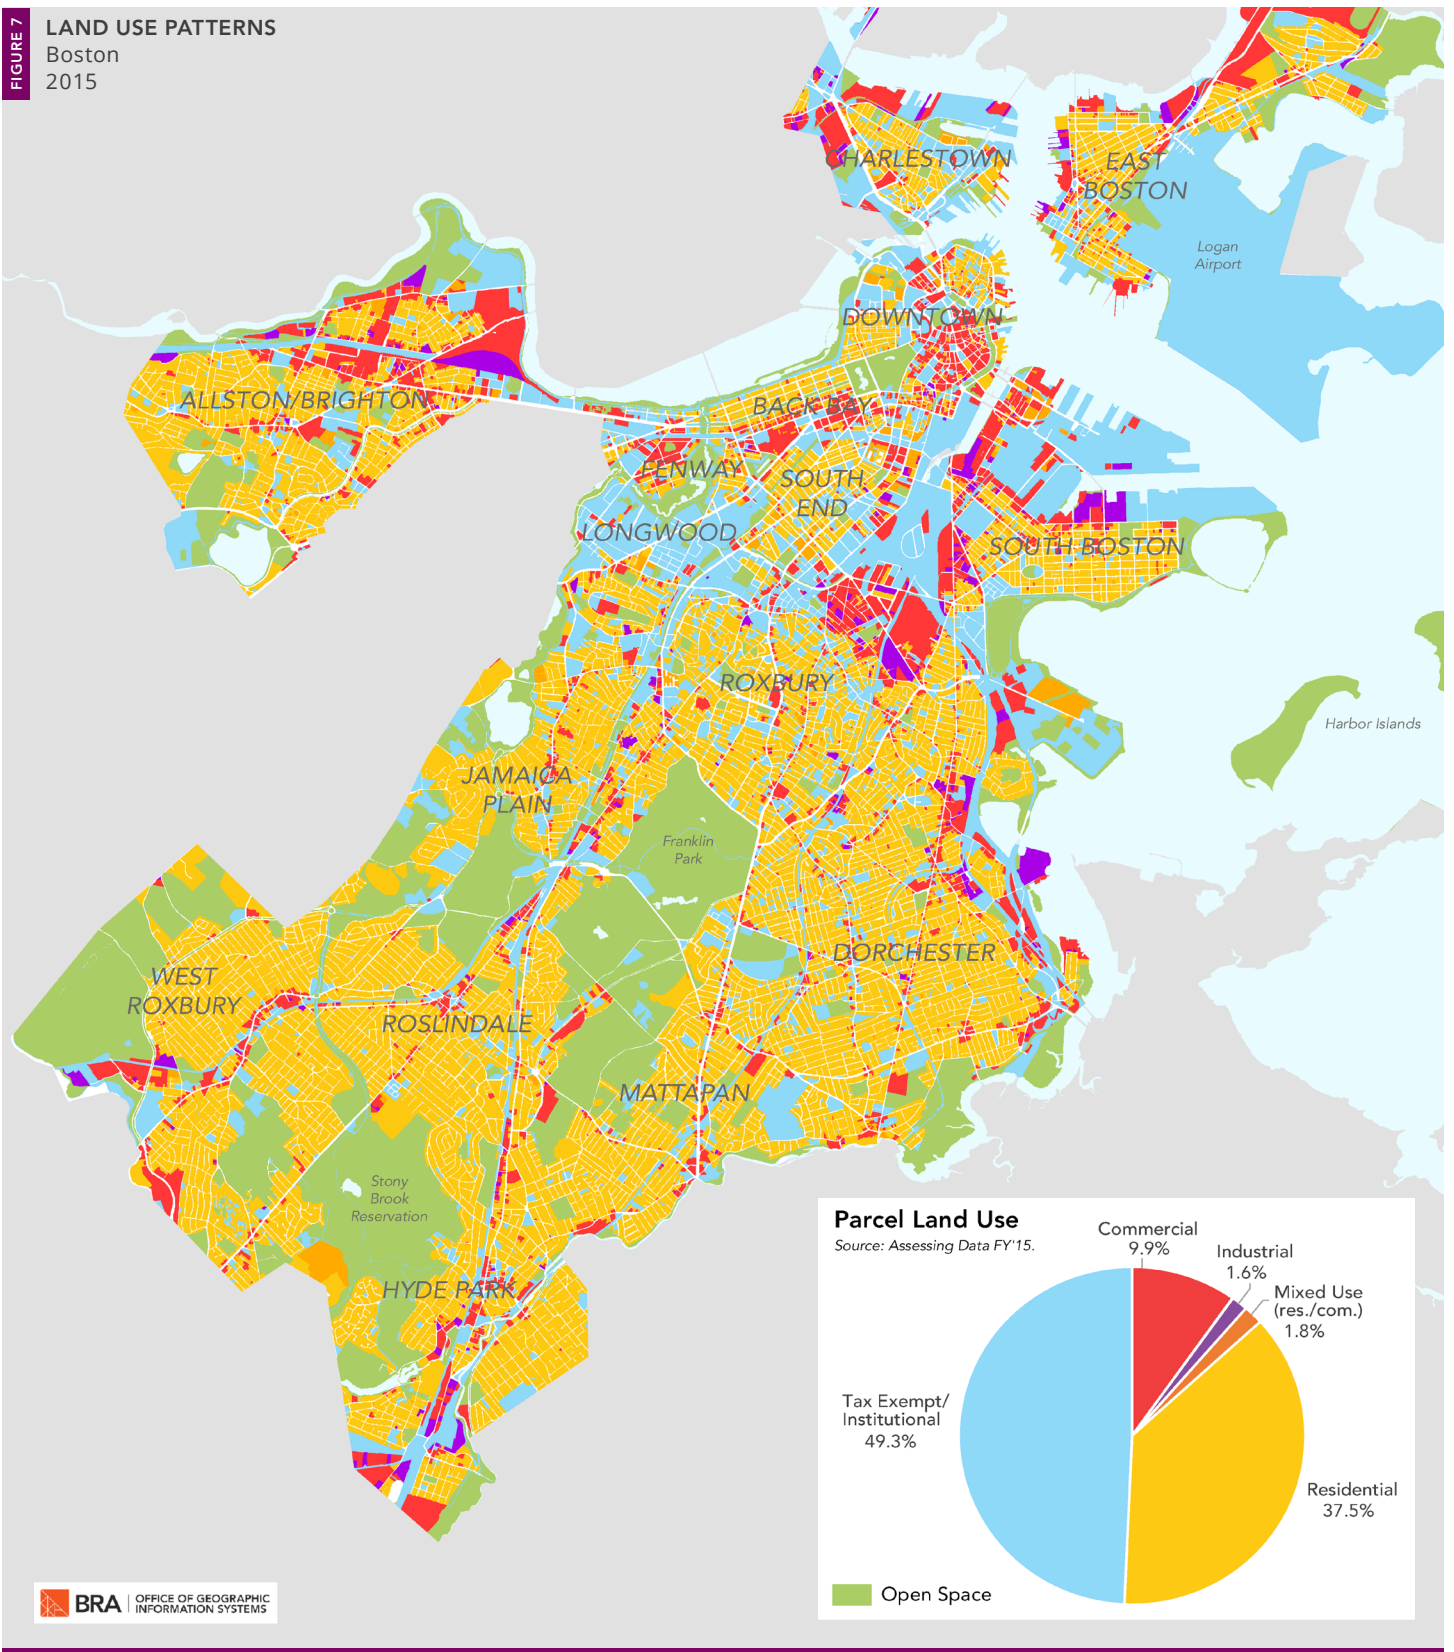 FIGURE 7
LAND USE PATTERNS
Boston
2015
CHARLESTOWN
EAST
BOSTON
Logan
Airport
DOWNTOWN
ALLSTON/BRIGHTON
BACK BAY
FENWAY
SOUTH
END
LONGWOOD
SOUTH BOSTON
ROXBURY
Harbor Islands
JAMAICA
PLAIN
Franklin
Park
DORCHESTER
WEST
ROXBURY
ROSLINDALE
MATTAPAN
Stony
Brook
Reservation
HYDE PARK
Parcel Land Use
Source: Assessing Data FY'15.
Commercial
9.9%
Industrial
1.6%
Mixed Use
(res./com.)
1.8%
Tax Exempt/
Institutional
49.3%
Residential
37.5%
Open Space
BRA
OFFICE OF GEOGRAPHIC
INFORMATION SYSTEMS